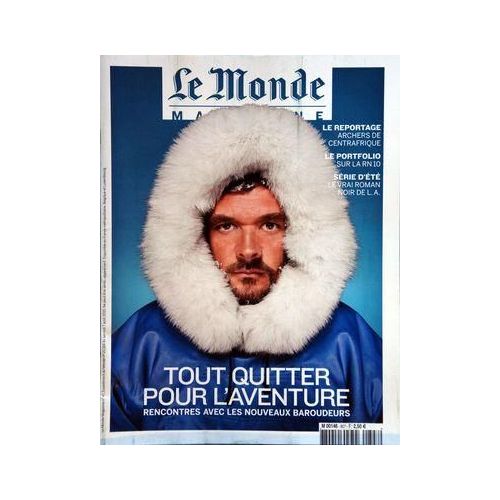 Le Monde
LE REPORTAGE
ARCHERS DE
CENTRAFRIQUE
LE PORTFOLIO
SUR LA RN 10
SÉRIE D'ÉTÉ
LE VRAI ROMAN
NOIR DE L.A.
TOUT QUITTER
POUR L'AVENTURE
RENCONTRES AVEC LES NOUVEAUX BAROUDEURS
2,50 €